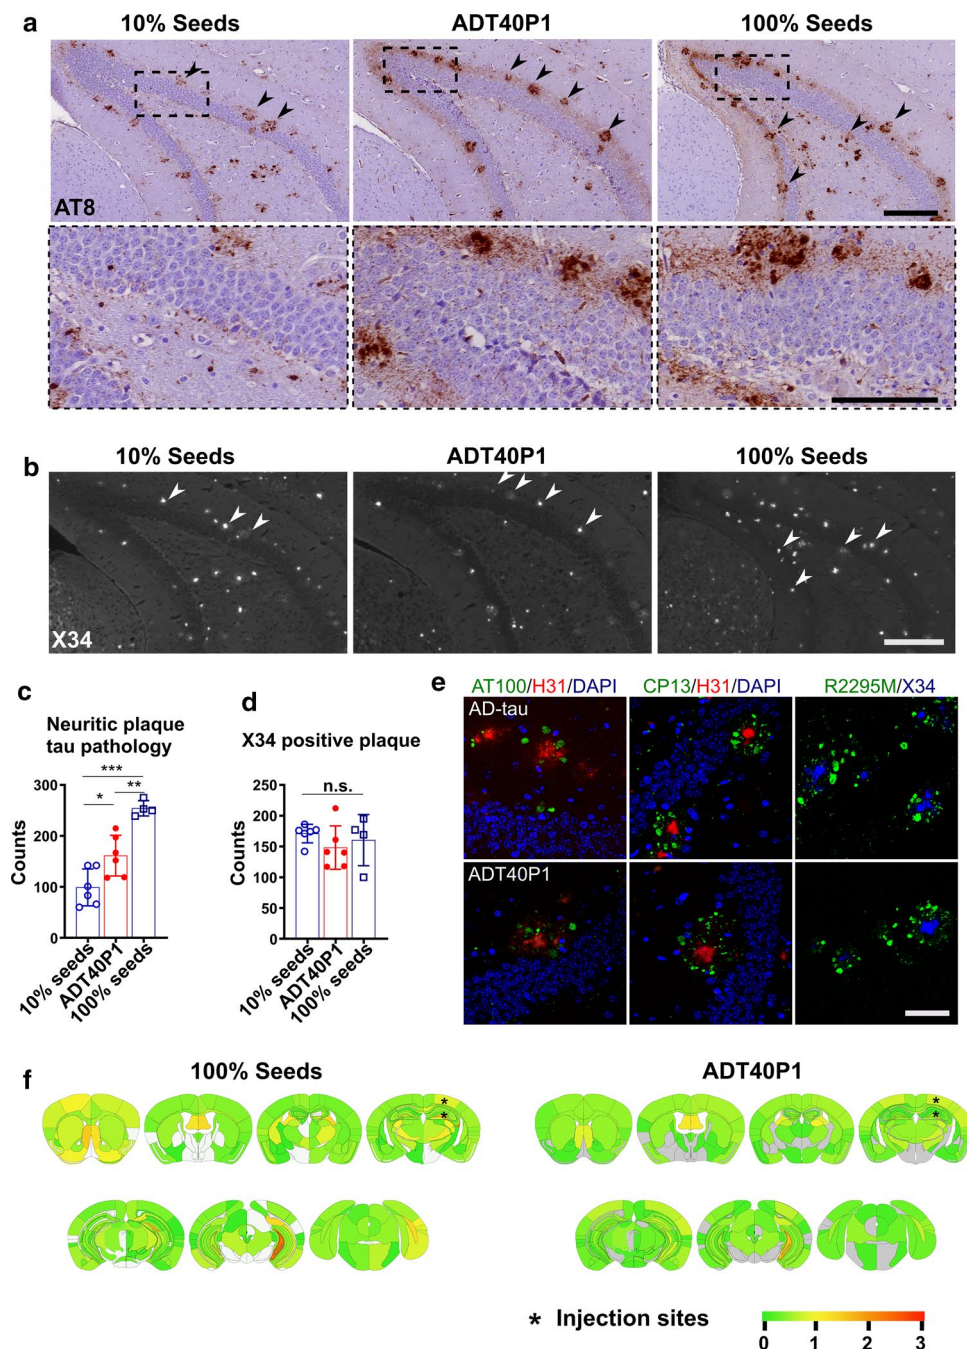 a
10% Seeds
ADT40P1
100% Seeds
AT8
b
10% Seeds
ADT40P1
100% Seeds
X34
c
Neuritic plaque
tau pathology
***
*
**
Counts
300
200
100
0
10% seeds
ADT40P1
100% seeds
d
X34 positive plaque
n.s.
Counts
250
200
150
100
50
0
10% seeds
ADT40P1
100% seeds
e
AT100/H31/DAPI
CP13/H31/DAPI
R2295M/X34
AD-tau
ADT40P1
f
100% Seeds
ADT40P1
*
*
*
*
* Injection sites
0 1 2 3